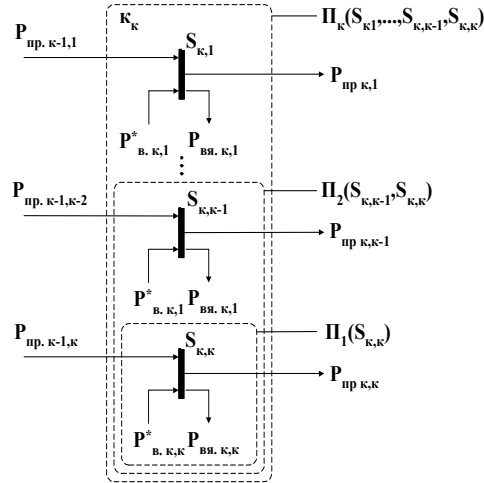 К_к
П_к(S_к1,...,S_к,к-1,S_к,к)
P_пр. к-1,1
S_к,1
P_пр к,1
P*_в. к,1 P_вя. к,1
P_пр. к-1,к-2
П_2(S_к,к-1,S_к,к)
S_к,к-1
P_пр к,к-1
P*_в. к,1 P_вя. к,1
P_пр. к-1,к
П_1(S_к,к)
S_к,к
P_пр к,к
P*_в. к,к P_вя. к,к